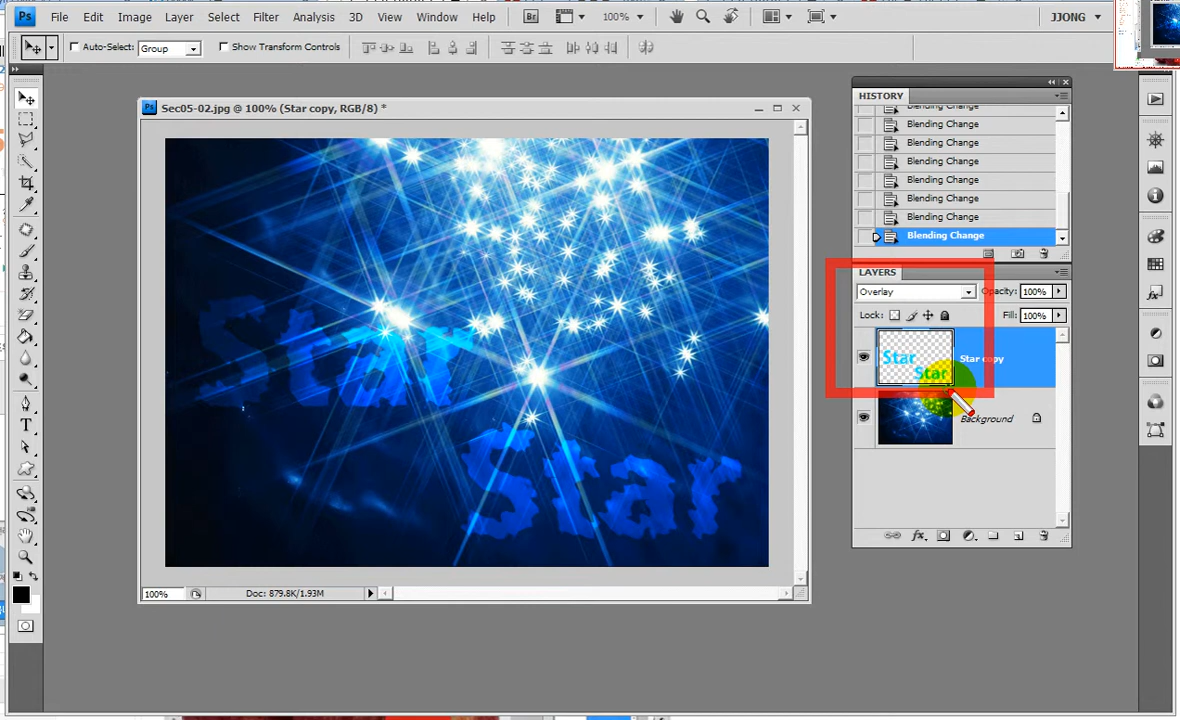 Ps File Edit Image Layer Select Filter Analysis 3D View Window Help Br 100% JJONG
Auto-Select: Group Show Transform Controls
Ps Sec05-02.jpg @ 100% (Star copy, RGB/8) *
Star
Star
100% Doc: 879.8K/1.93M
HISTORY
Blending Change
Blending Change
Blending Change
Blending Change
Blending Change
Blending Change
Blending Change
Blending Change
LAYERS
Overlay Opacity: 100%
Lock: Fill: 100%
Star
Star
Star copy
Background